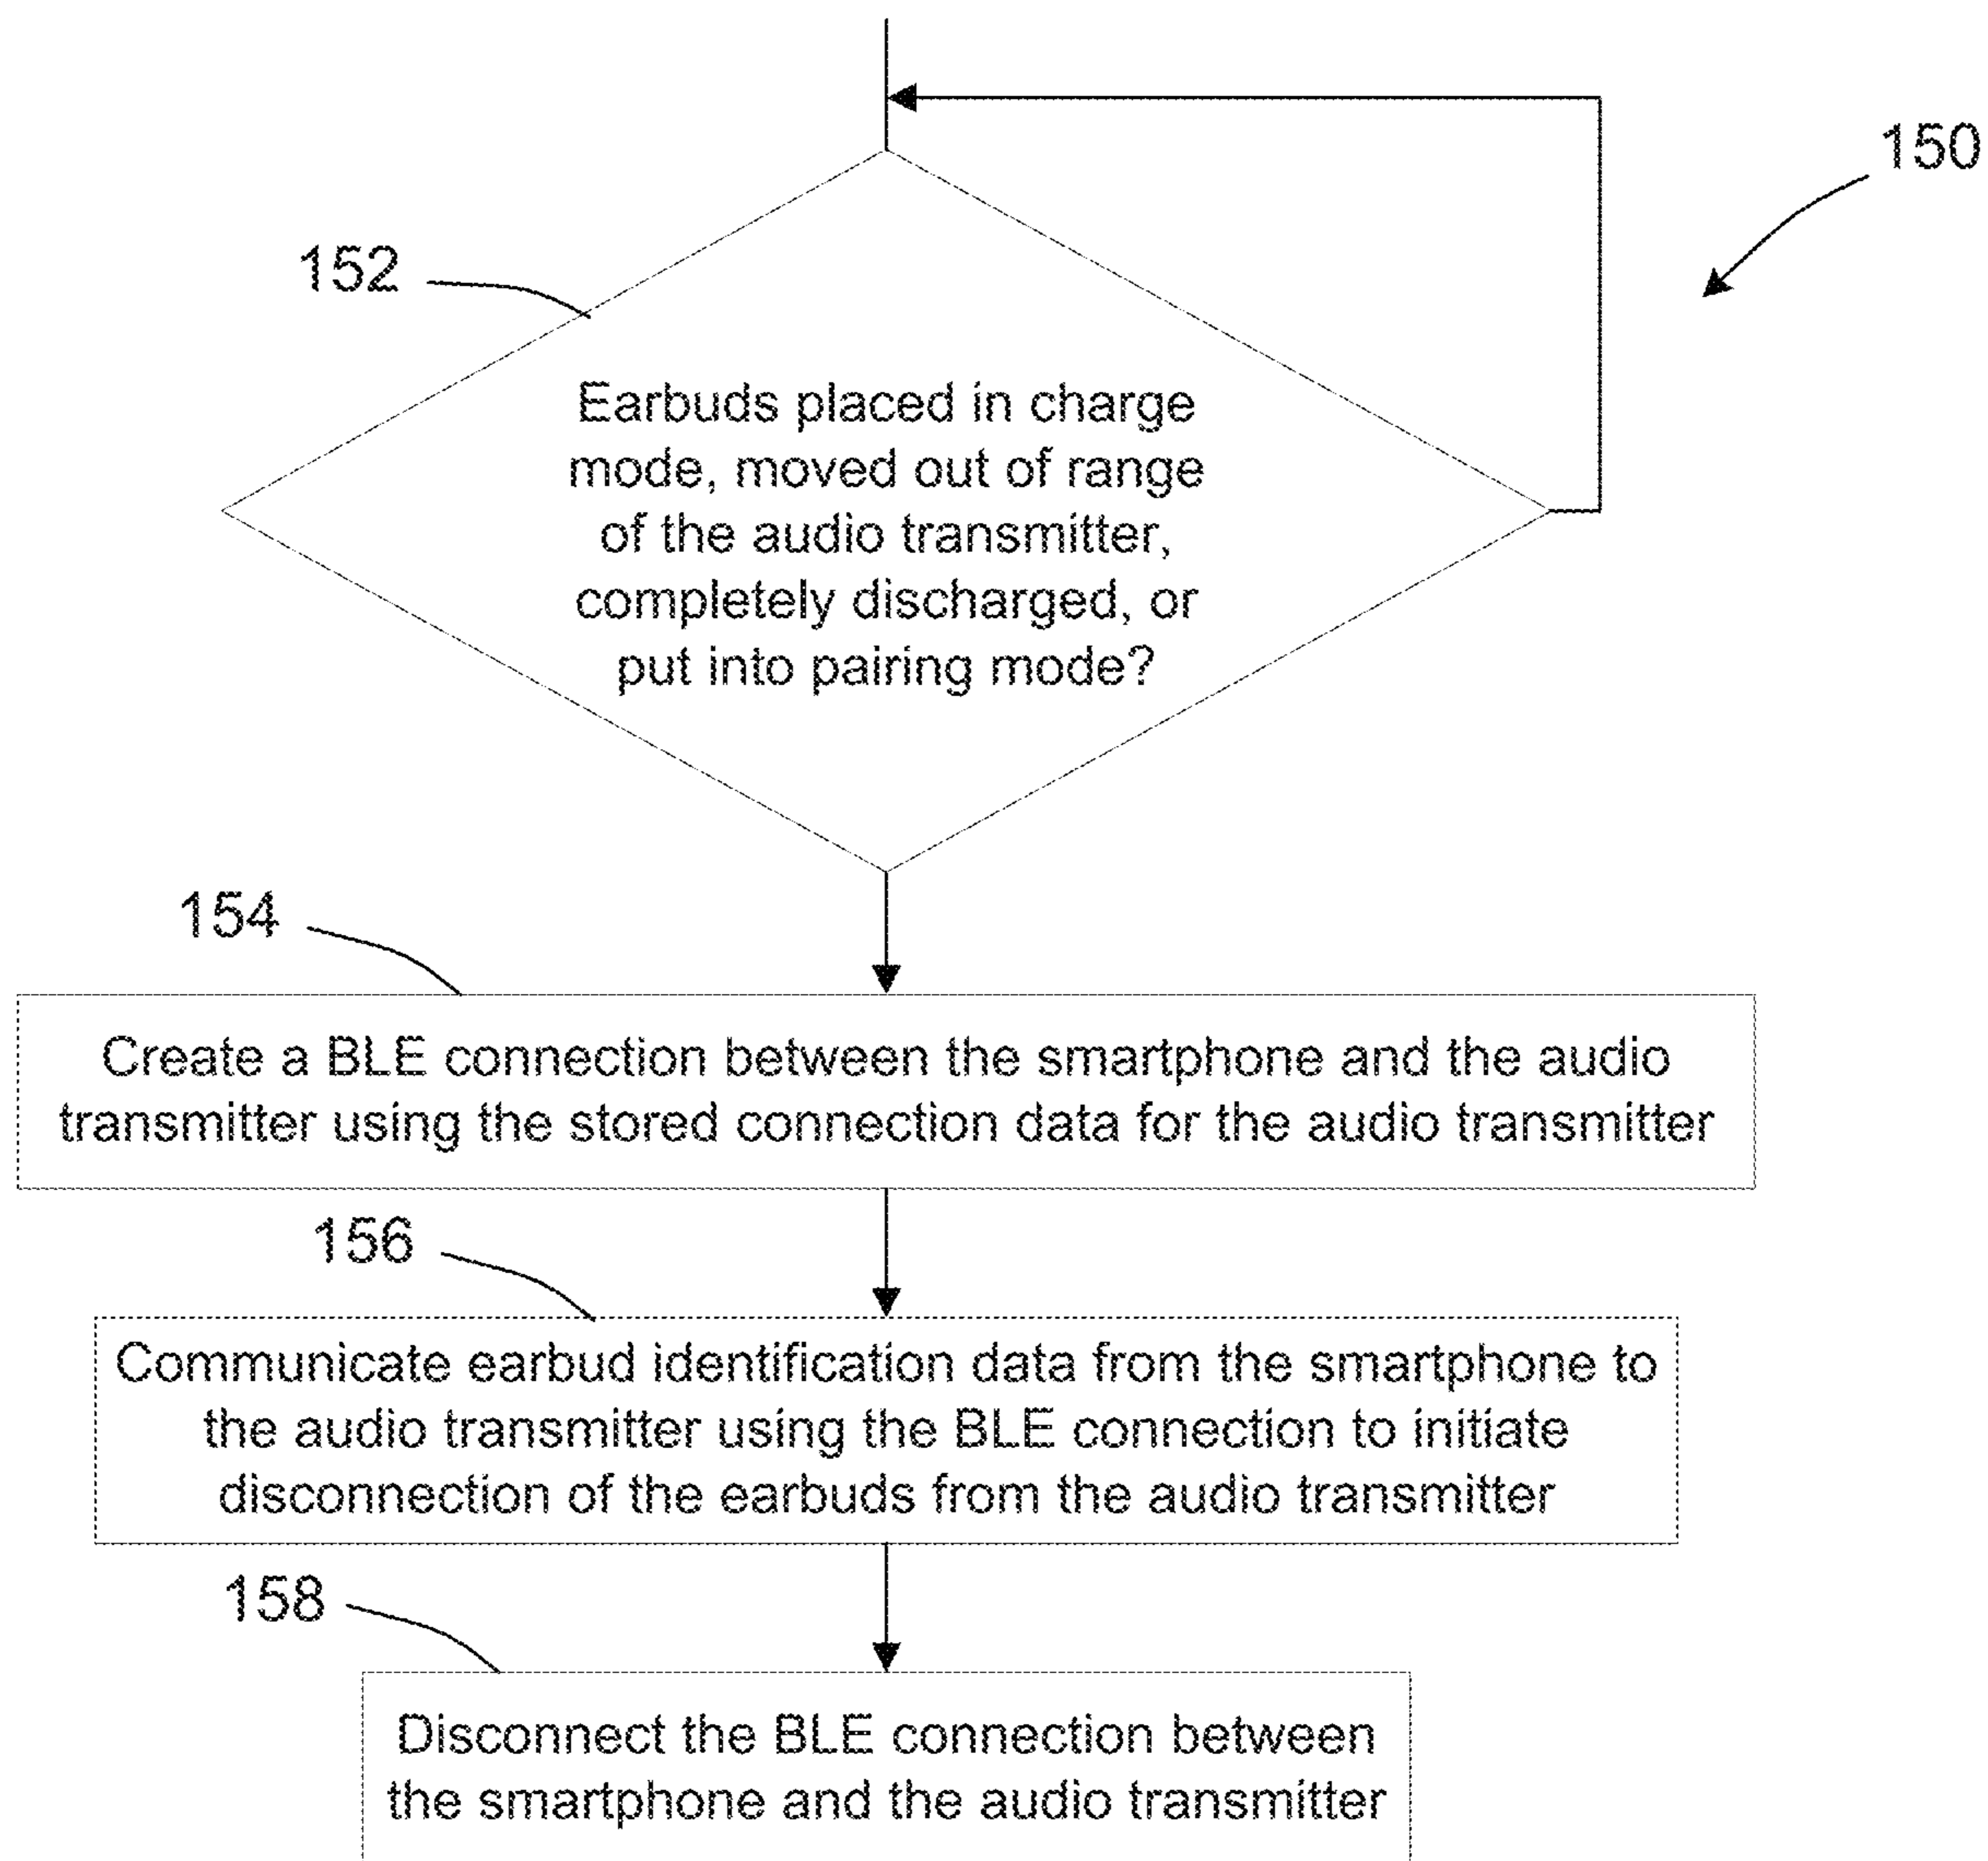 150
152
Earbuds placed in charge
mode, moved out of range
of the audio transmitter,
completely discharged, or
put into pairing mode?
154
Create a BLE connection between the smartphone and the audio
transmitter using the stored connection data for the audio transmitter
156
Communicate earbud identification data from the smartphone to
the audio transmitter using the BLE connection to initiate
disconnection of the earbuds from the audio transmitter
158
Disconnect the BLE connection between
the smartphone and the audio transmitter